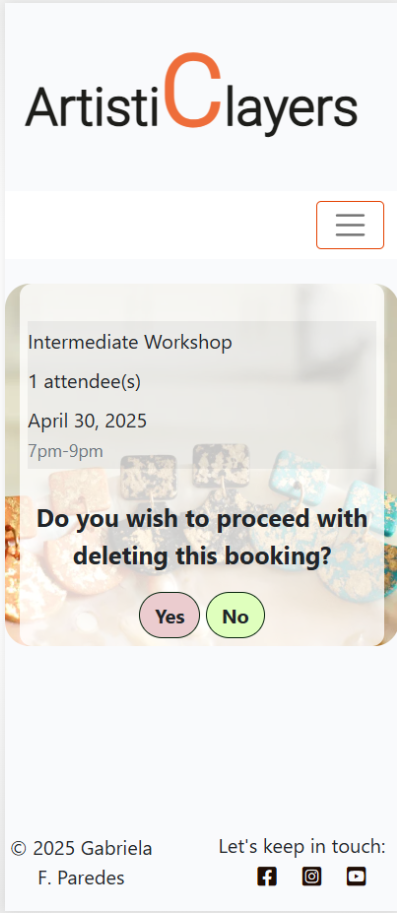 ArtistiClayers
Intermediate Workshop
1 attendee(s)
April 30, 2025
7pm-9pm
Do you wish to proceed with
deleting this booking?
Yes No
© 2025 Gabriela
F. Paredes
Let's keep in touch: